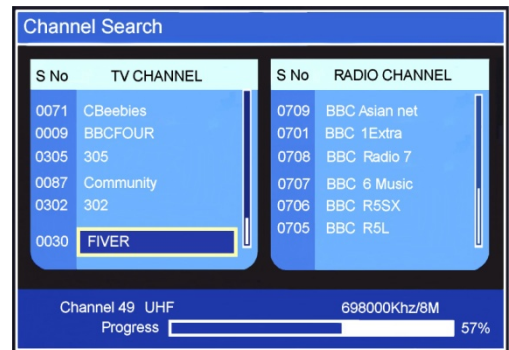 Channel Search
S No TV CHANNEL
0071 CBeebies
0009 BBCFOUR
0305 305
0087 Community
0302 302
0030 FIVER
S No RADIO CHANNEL
0709 BBC Asian net
0701 BBC 1Extra
0708 BBC Radio 7
0707 BBC 6 Music
0706 BBC R5SX
0705 BBC R5L
Channel 49 UHF 698000Khz/8M
Progress 57%